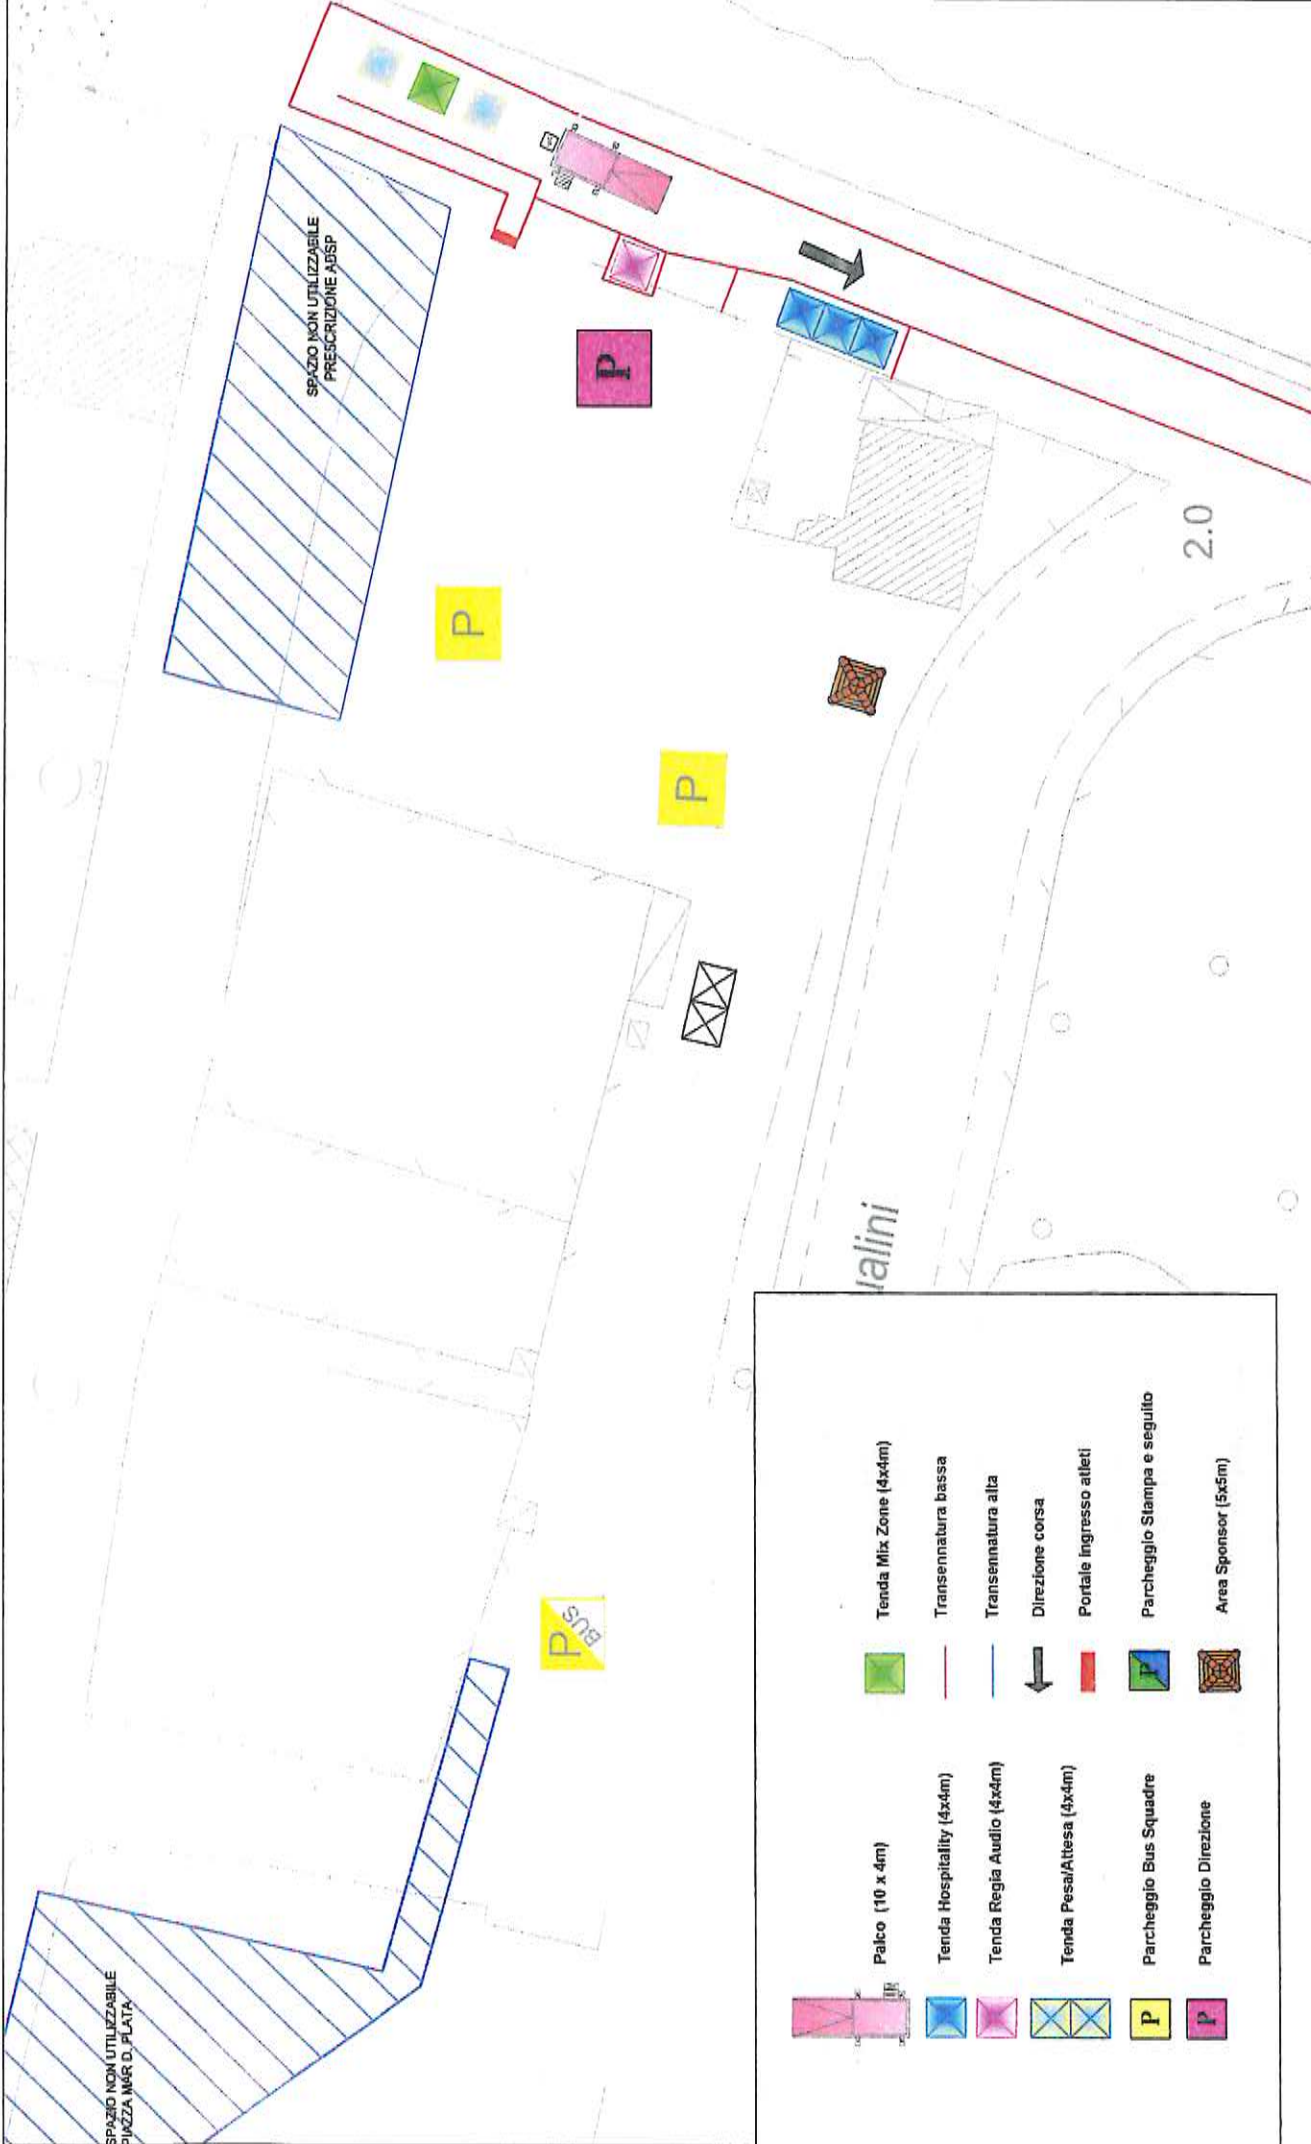 SPAZIO NON UTILIZZABILE
PIAZZA MAR D. PLATA
SPAZIO NON UTILIZZABILE
PRESCRIZIONE ADSP
P
BUS
P
P
P
2.0
lalini
Palco (10 x 4m)
Tenda Hospitality (4x4m)
Tenda Regia Audio (4x4m)
Tenda Pesa/Attesa (4x4m)
P
Parcheggio Bus Squadre
P
Parcheggio Direzione
Tenda Mix Zone (4x4m)
Transennatura bassa
Transennatura alta
Direzione corsa
Portale ingresso atleti
P
Parcheggio Stampa e seguito
Area Sponsor (5x5m)